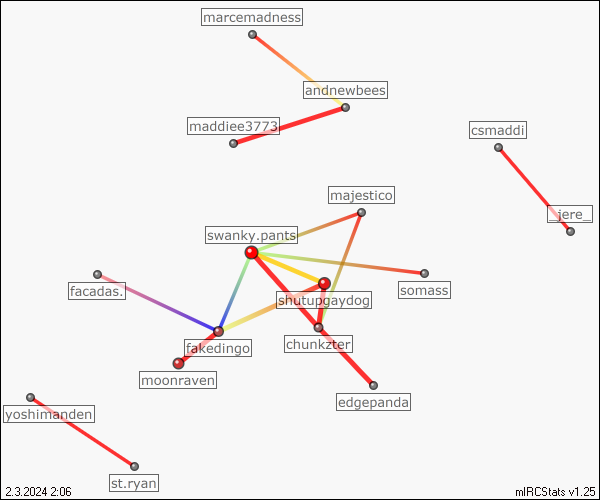 marcemadness
andnewbees
maddiee3773
csmaddi
majestico
_jere_
swanky.pants
facadas.
somass
shutupgaydog
fakedingo
chunkzter
moonraven
edgepanda
yoshimanden
st.ryan
2.3.2024 2:06
mIRCStats v1.25